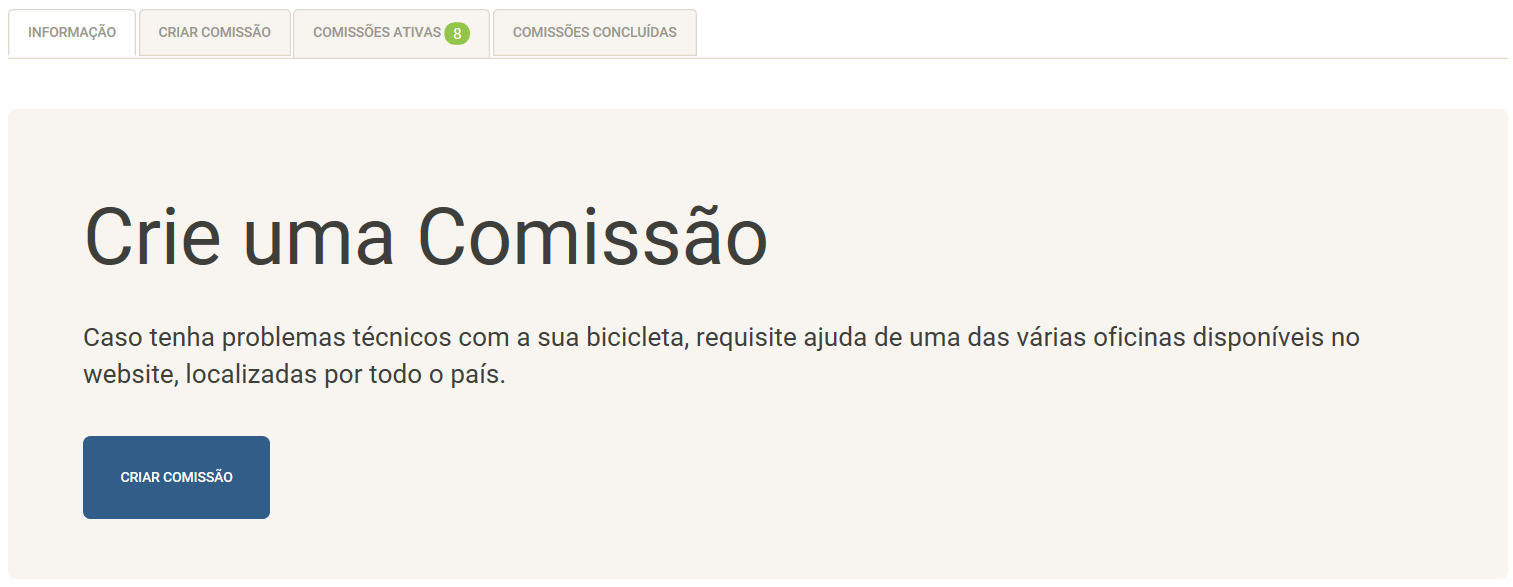 INFORMAÇÃO CRIAR COMISSÃO COMISSÕES ATIVAS 8 COMISSÕES CONCLUÍDAS
Crie uma Comissão
Caso tenha problemas técnicos com a sua bicicleta, requisite ajuda de uma das várias oficinas disponíveis no
website, localizadas por todo o país.
CRIAR COMISSÃO